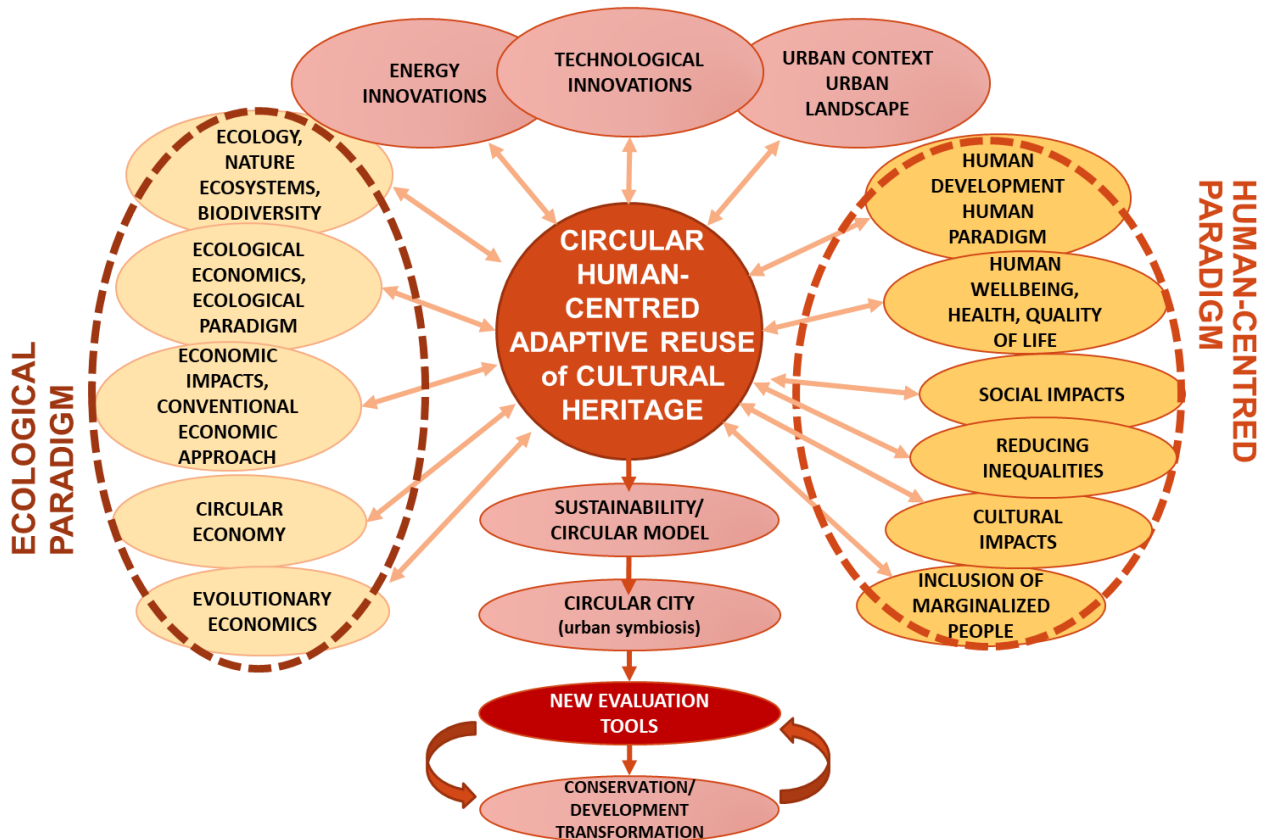 ENERGY
INNOVATIONS
TECHNOLOGICAL
INNOVATIONS
URBAN CONTEXT
URBAN
LANDSCAPE
ECOLOGICAL
PARADIGM
ECOLOGY,
NATURE
ECOSYSTEMS,
BIODIVERSITY
ECOLOGICAL
ECONOMICS,
ECOLOGICAL
PARADIGM
ECONOMIC
IMPACTS,
CONVENTIONAL
ECONOMIC
APPROACH
CIRCULAR
ECONOMY
EVOLUTIONARY
ECONOMICS
CIRCULAR
HUMAN-
CENTRED
ADAPTIVE REUSE
of CULTURAL
HERITAGE
SUSTAINABILITY/
CIRCULAR MODEL
CIRCULAR CITY
(urban symbiosis)
NEW EVALUATION
TOOLS
CONSERVATION/
DEVELOPMENT
TRANSFORMATION
HUMAN
DEVELOPMENT
HUMAN
PARADIGM
HUMAN
WELLBEING,
HEALTH, QUALITY
OF LIFE
SOCIAL IMPACTS
REDUCING
INEQUALITIES
CULTURAL
IMPACTS
INCLUSION OF
MARGINALIZED
PEOPLE
HUMAN-CENTRED
PARADIGM